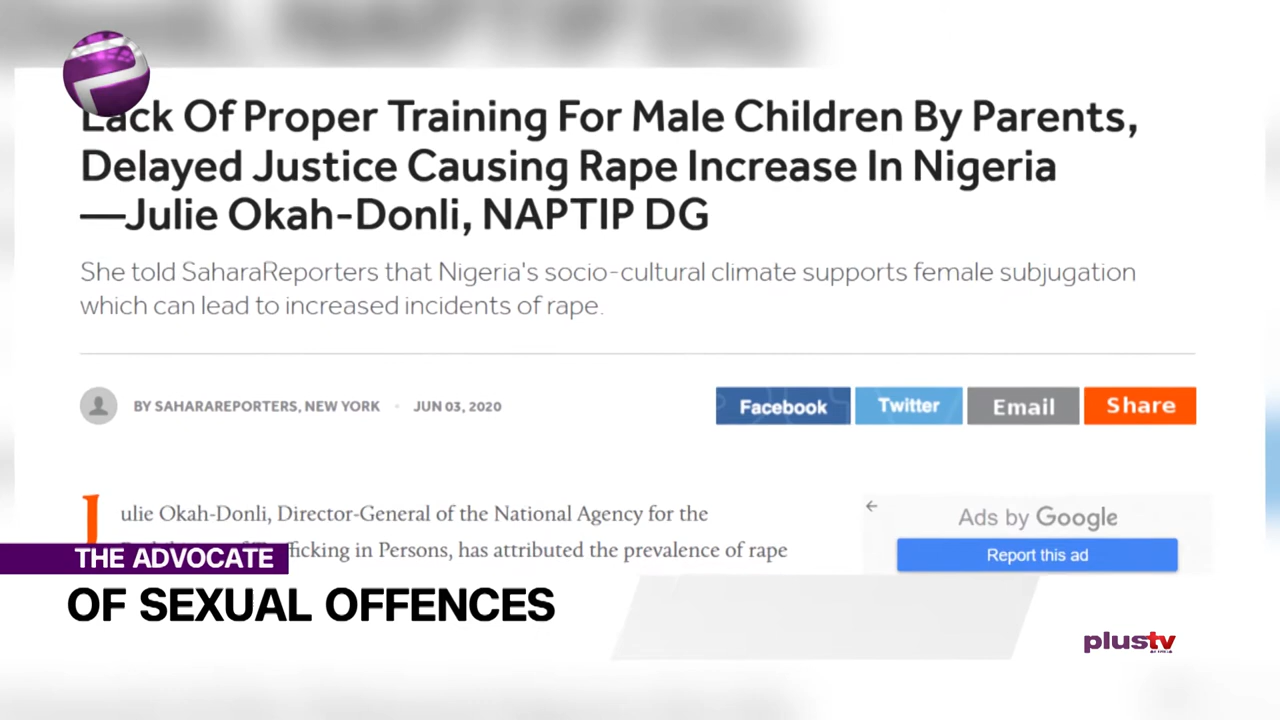 Lack Of Proper Training For Male Children By Parents,
Delayed Justice Causing Rape Increase In Nigeria
—Julie Okah-Donli, NAPTIP DG
She told SaharaReporters that Nigeria's socio-cultural climate supports female subjugation
which can lead to increased incidents of rape.
BY SAHARAREPORTERS, NEW YORK • JUN 03, 2020
Facebook Twitter Email Share
Julie Okah-Donli, Director-General of the National Agency for the
in Persons, has attributed the prevalence of rape
Ads by Google
Report this ad
THE ADVOCATE
OF SEXUAL OFFENCES
plustv